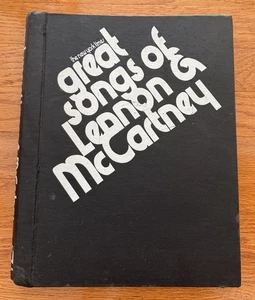 the new york times
great
songs of
Lennon &
McCartney